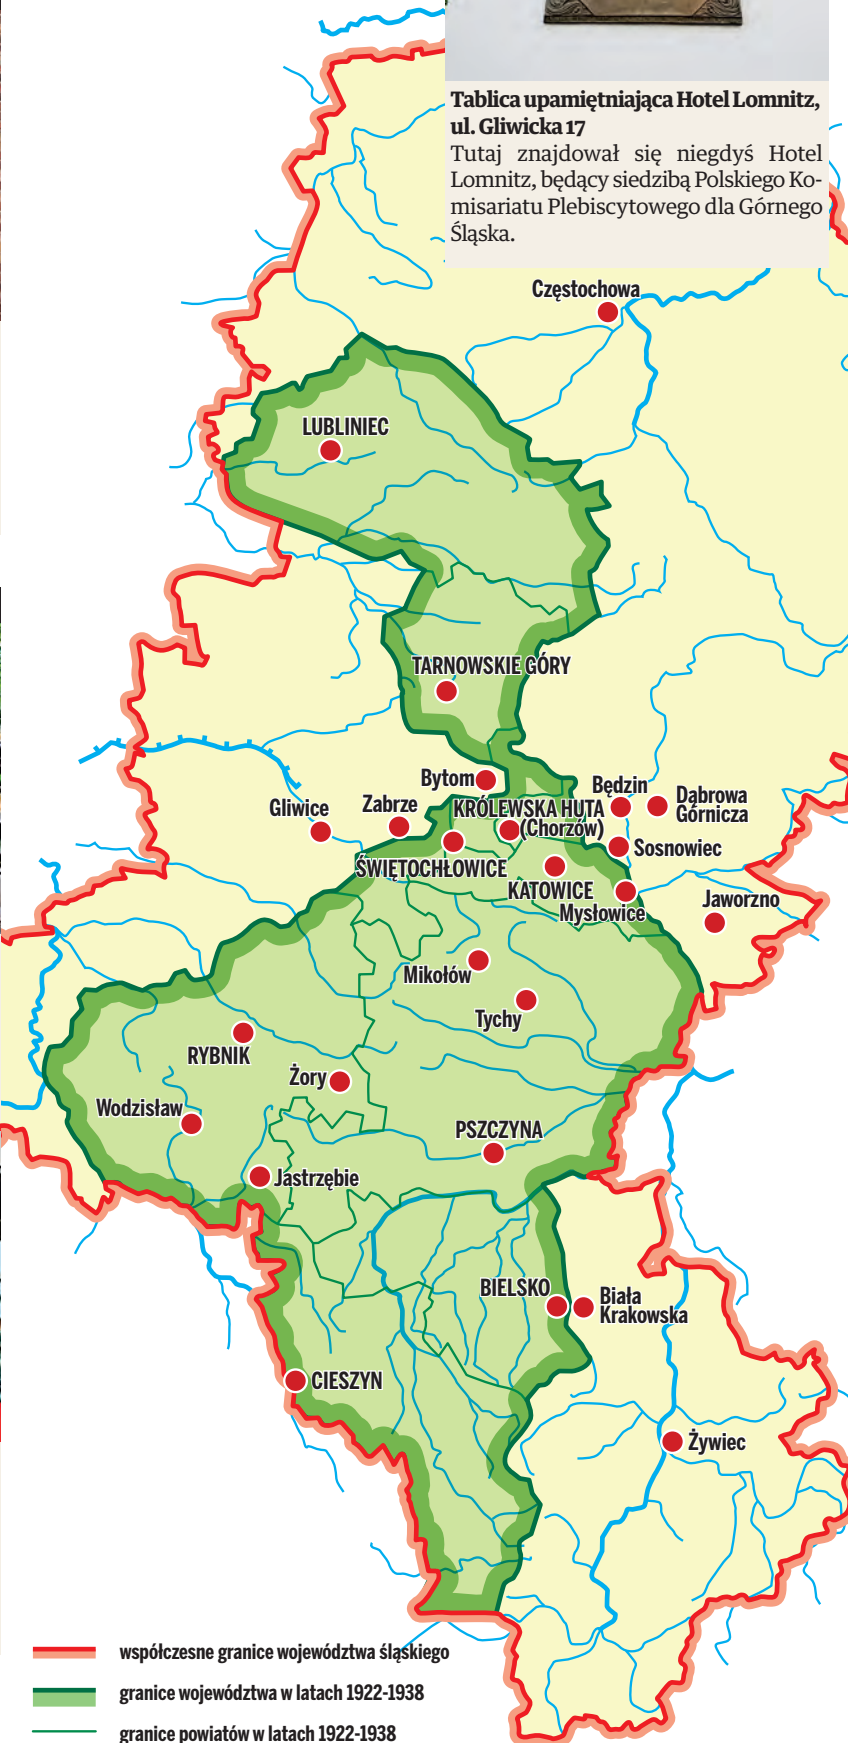 Tablica upamiętniająca Hotel Lomnitz,
ul. Gliwicka 17
Tutaj znajdował się niegdyś Hotel
Lomnitz, będący siedzibą Polskiego Ko-
misariatu Plebiscytowego dla Górnego
Śląska.
Częstochowa
LUBLINIEC
TARNOWSKIE GÓRY
Bytom
Będzin
Dąbrowa
Górnicza
Gliwice
Zabrze
KRÓLEWSKA HUTA
(Chorzów)
Sosnowiec
ŚWIĘTOCHŁOWICE
KATOWICE
Mysłowice
Jaworzno
Mikołów
Tychy
RYBNIK
Żory
Wodzisław
PSZCZYNA
Jastrzębie
BIELSKO
Biała
Krakowska
CIESZYN
Żywiec
współczesne granice województwa śląskiego
granice województwa w latach 1922-1938
granice powiatów w latach 1922-1938